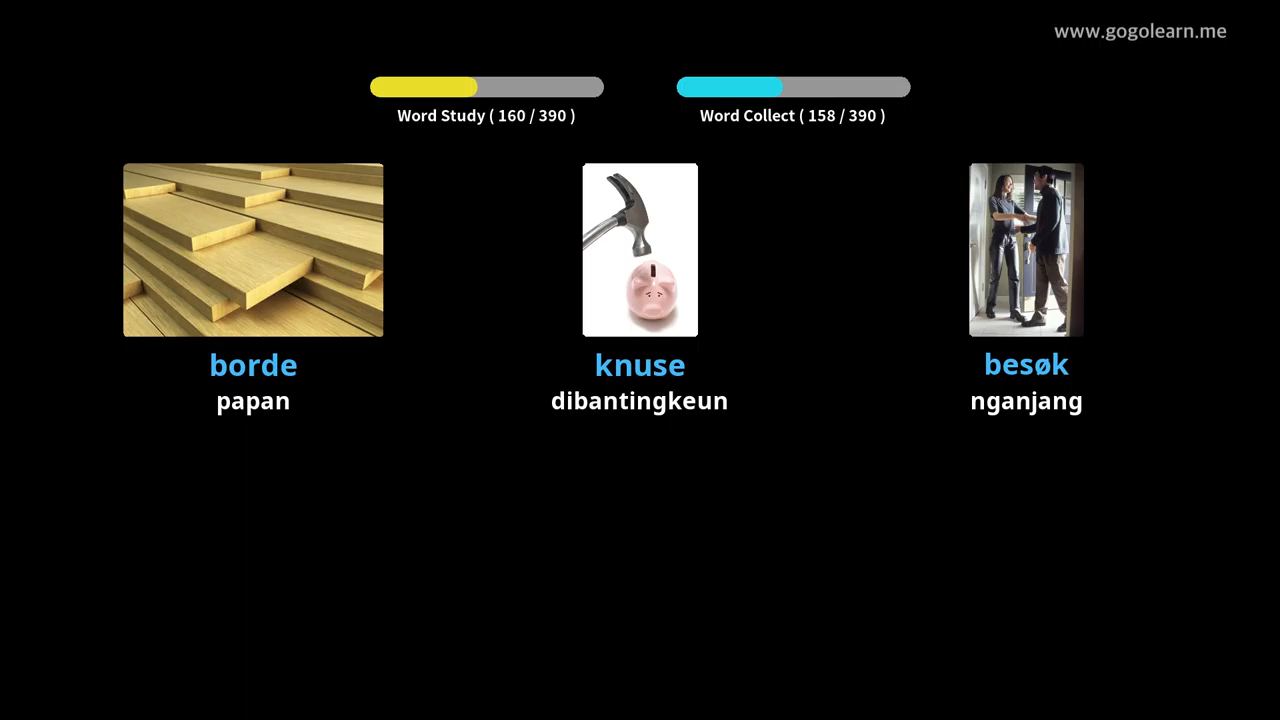 www.gogolearn.me
Word Study ( 160 / 390 )
Word Collect ( 158 / 390 )
borde
papan
knuse
dibantingkeun
besøk
nganjang